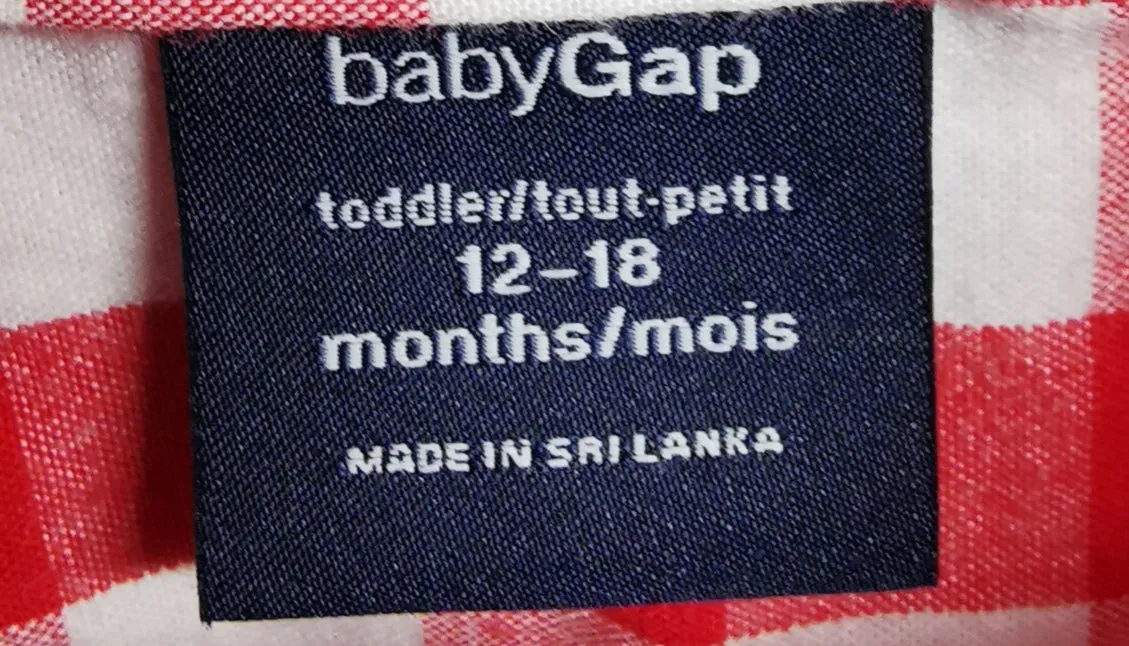 babyGap
toddler/tout-petit
12–18
months/mois
MADE IN SRI LANKA